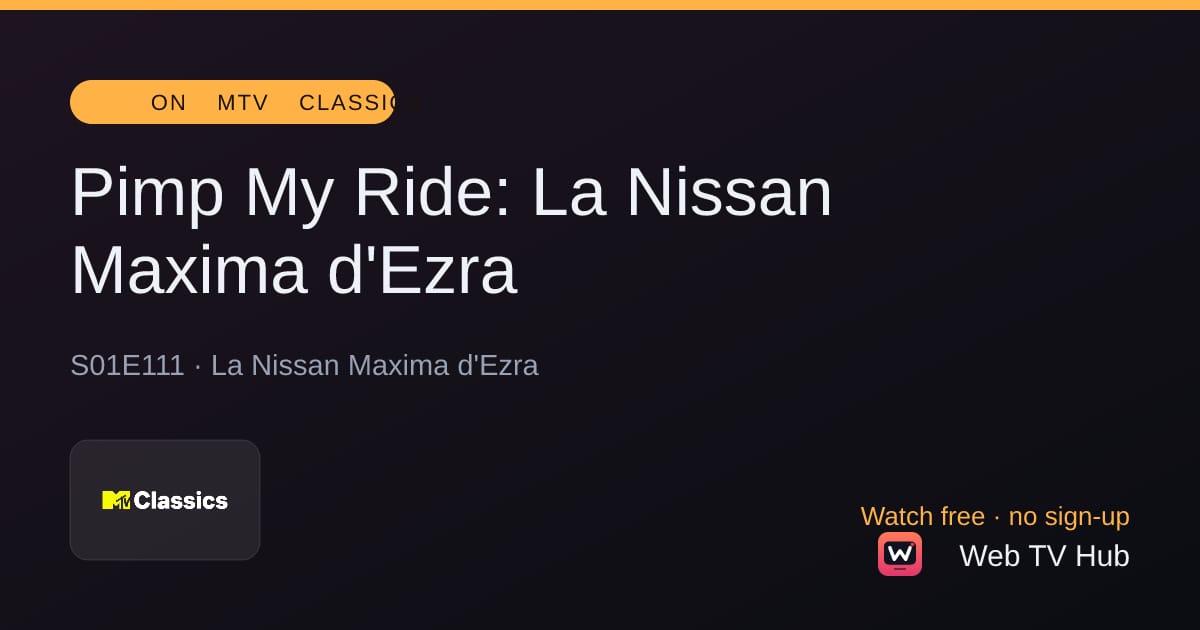 ON MTV CLASSIC
Pimp My Ride: La Nissan
Maxima d'Ezra
S01E111 · La Nissan Maxima d'Ezra
MTV Classics
Watch free · no sign-up
W
Web TV Hub